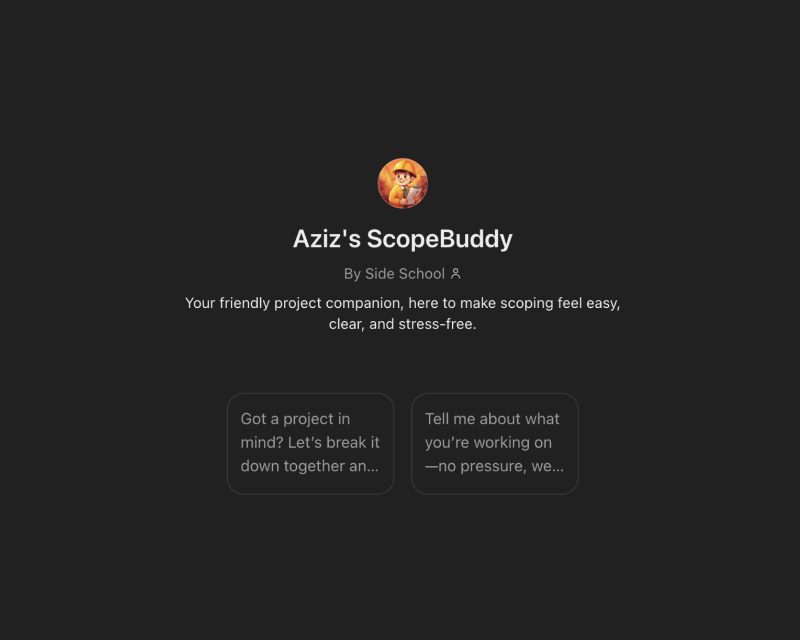 Aziz's ScopeBuddy
By Side School
Your friendly project companion, here to make scoping feel easy,
clear, and stress-free.
Got a project in
mind? Let’s break it
down together an...
Tell me about what
you’re working on
—no pressure, we...